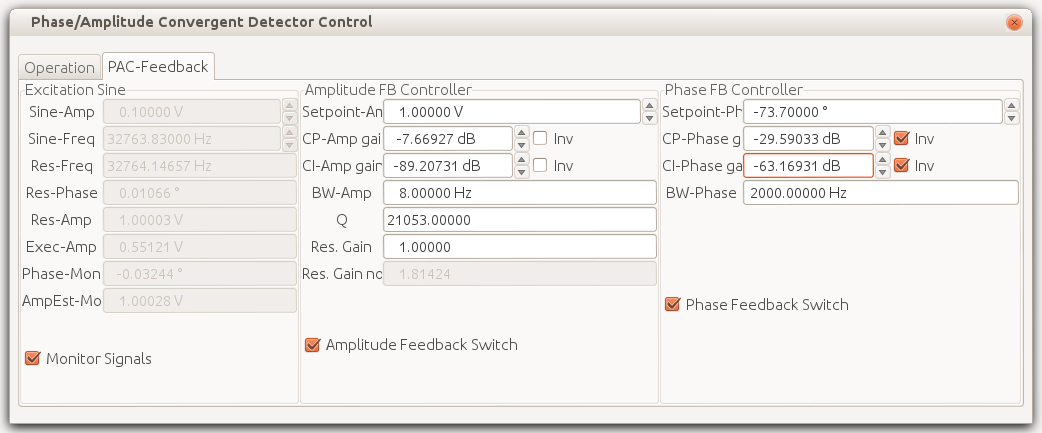 Phase/Amplitude Convergent Detector Control
Operation PAC-Feedback
Excitation Sine
Sine-Amp 0.10000 V
Sine-Freq 32763.83000 Hz
Res-Freq 32764.14657 Hz
Res-Phase 0.01066 °
Res-Amp 1.00003 V
Exec-Amp 0.55121 V
Phase-Mon -0.03244 °
AmpEst-Mo 1.00028 V
Monitor Signals
Amplitude FB Controller
Setpoint-Am 1.00000 V
CP-Amp gai -7.66927 dB Inv
CI-Amp gain -89.20731 dB Inv
BW-Amp 8.00000 Hz
Q 21053.00000
Res. Gain 1.00000
Res. Gain no 1.81424
Amplitude Feedback Switch
Phase FB Controller
Setpoint-Ph -73.70000 °
CP-Phase g -29.59033 dB Inv
CI-Phase ga -63.16931 dB Inv
BW-Phase 2000.00000 Hz
Phase Feedback Switch